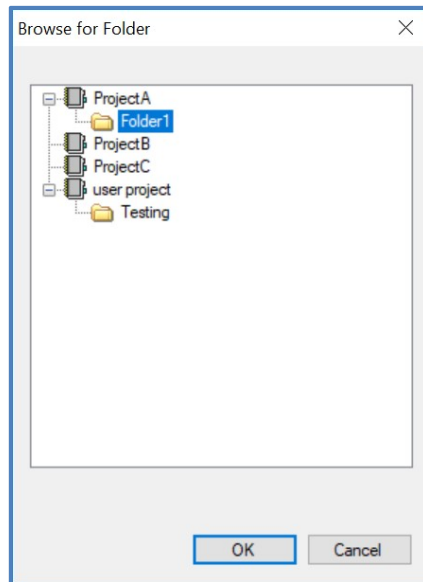 Browse for Folder
ProjectA
Folder1
ProjectB
ProjectC
user project
Testing
OK Cancel